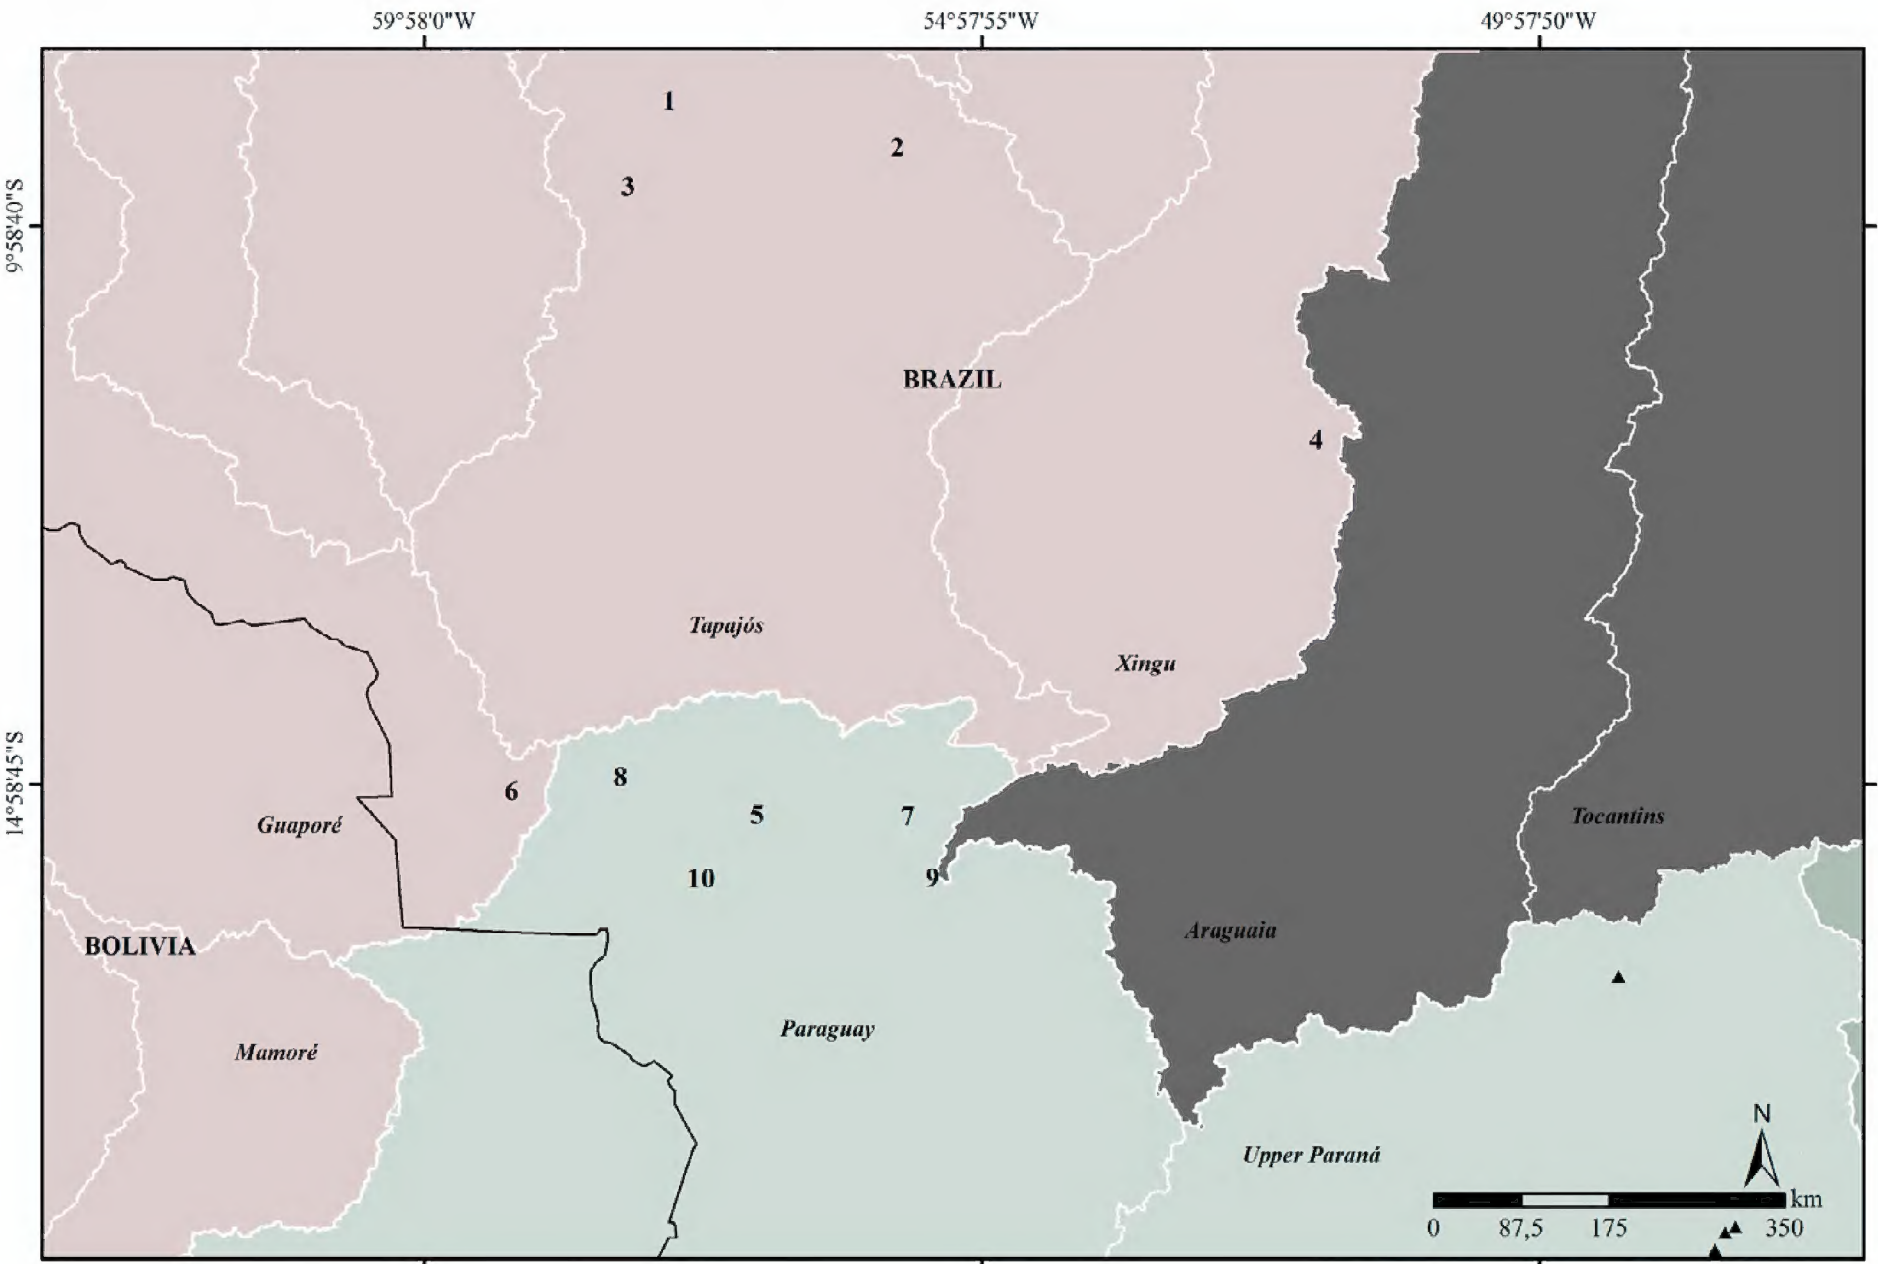 59°58'0"W 54°57'55"W 49°57'50"W
1
2
3
9°58'40"S
BRAZIL
4
Tapajós
Xingu
14°58'45"S
8
6
5
7
Tocantins
Guaporé
10
9
Araguaia
BOLIVIA
Paraguay
Mamoré
N
Upper Paraná
km
0 87,5 175 350